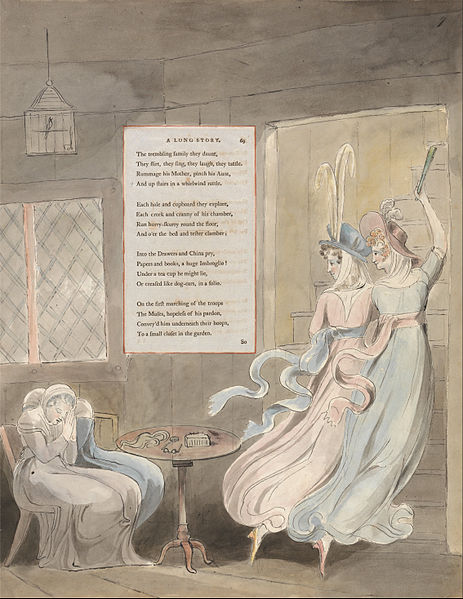 A LONG STORY. 69
The trembling family they daunt,
They flirt, they sing, they laugh, they tattle.
Rummage his Mother, pinch his Aunt,
And up stairs in a whirlwind rattle.
Each hole and cupboard they explore,
Each creek and cranny of his chamber,
Run hurry-skurry round the floor,
And o'er the bed and tester clamber;
Into the Drawers and China pry,
Papers and books, a huge Imbroglio!
Under a tea cup he might lie,
Or creased like dog-ears, in a folio.
On the first marching of the troops
The Muses, hopeless of his pardon,
Convey'd him underneath their hoops,
To a small closet in the garden.
So